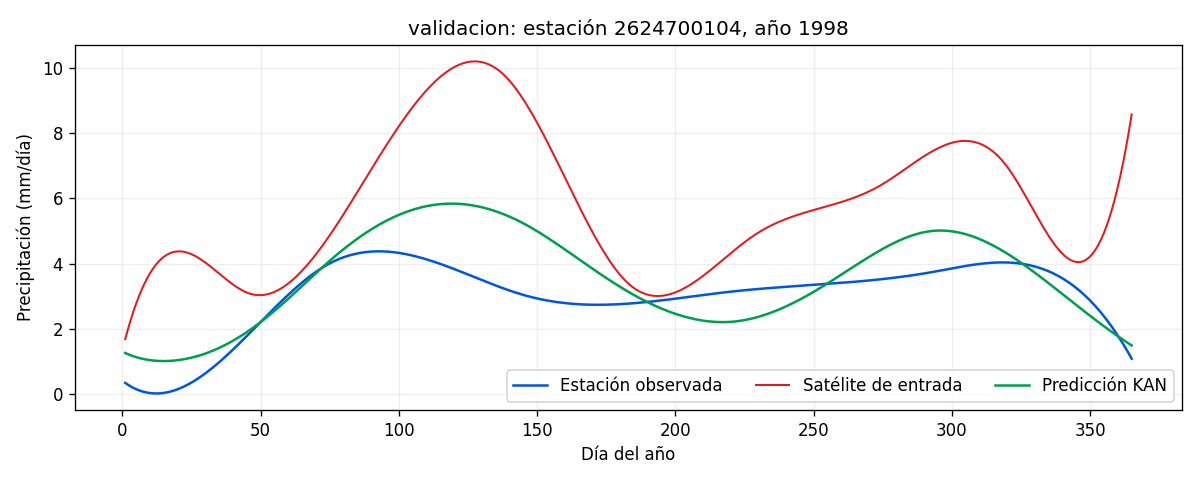 validacion: estación 2624700104, año 1998
Precipitación (mm/día)
10
8
6
4
2
0
Estación observada Satélite de entrada Predicción KAN
0 50 100 150 200 250 300 350
Día del año